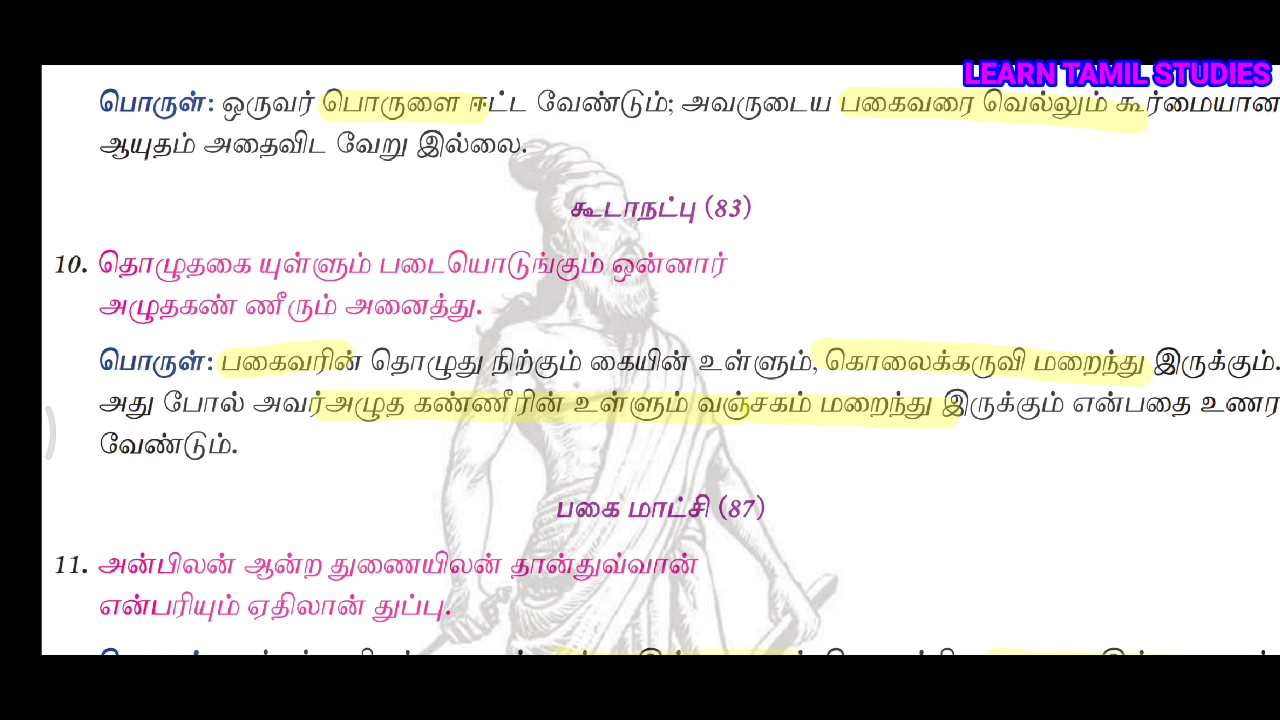 LEARN TAMIL STUDIES
பொருள்: ஒருவர் பொருளை ஈட்ட வேண்டும்; அவருடைய பகைவரை வெல்லும் கூர்மையான
ஆயுதம் அதைவிட வேறு இல்லை.
கூடாநட்பு (83)
10. தொழுதகை யுள்ளும் படையொடுங்கும் ஒன்னார்
அழுதகண் ணீரும் அனைத்து.
பொருள்: பகைவரின் தொழுது நிற்கும் கையின் உள்ளும், கொலைக்கருவி மறைந்து இருக்கும்.
அது போல் அவர்அழுத கண்ணீரின் உள்ளும் வஞ்சகம் மறைந்து இருக்கும் என்பதை உணர
வேண்டும்.
பகை மாட்சி (87)
11. அன்பிலன் ஆன்ற துணையிலன் தான்துவ்வான்
என்பரியும் ஏதிலான் துப்பு.